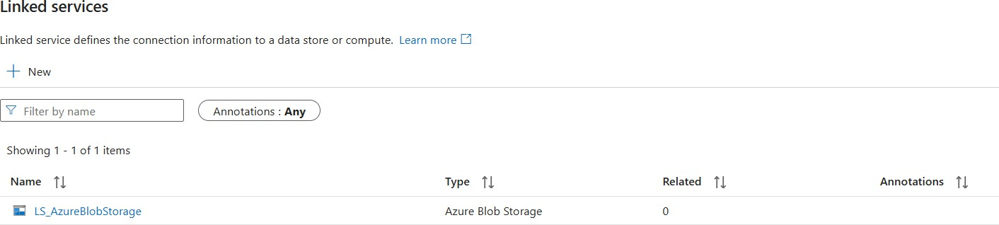 Linked services
Linked service defines the connection information to a data store or compute. Learn more
New
Filter by name
Annotations : Any
Showing 1 - 1 of 1 items
Name Type Related Annotations
LS_AzureBlobStorage Azure Blob Storage 0